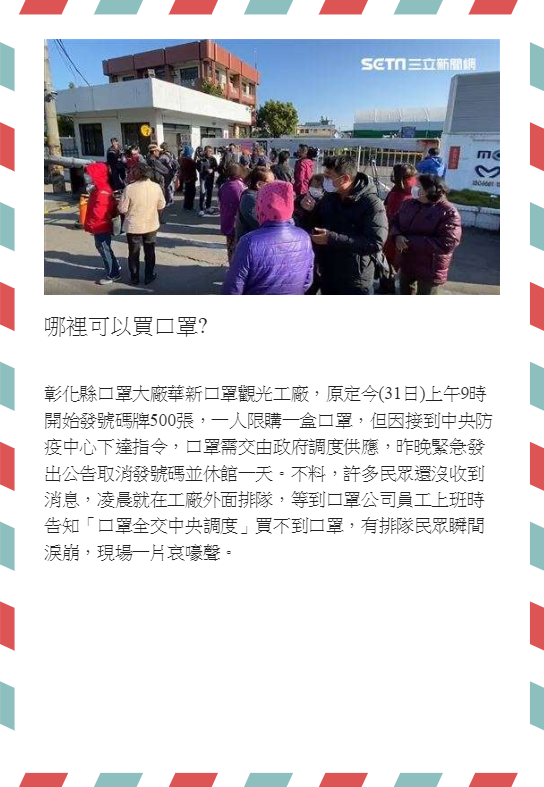 SETN三立新聞網
哪裡可以買口罩?
彰化縣口罩大廠華新口罩觀光工廠，原定今(31日)上午9時
開始發號碼牌500張，一人限購一盒口罩，但因接到中央防
疫中心下達指令，口罩需交由政府調度供應，昨晚緊急發
出公告取消發號碼並休館一天。不料，許多民眾還沒收到
消息，凌晨就在工廠外面排隊，等到口罩公司員工上班時
告知「口罩全交中央調度」買不到口罩，有排隊民眾瞬間
淚崩，現場一片哀嚎聲。